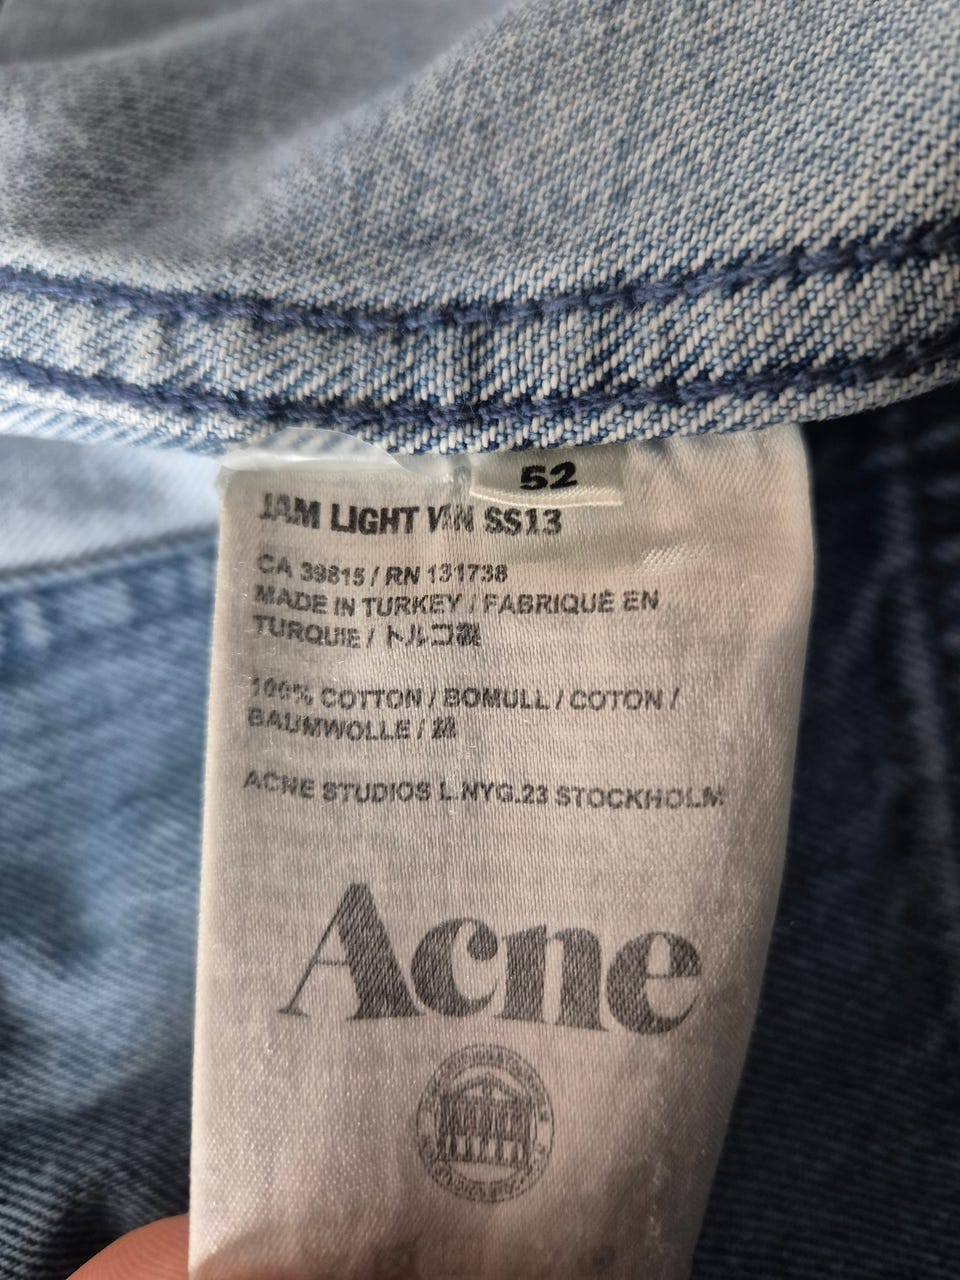 52
JAM LIGHT VIN SS13
CA 39815 / RN 131738
MADE IN TURKEY / FABRIQUÉ EN
TURQUIE / トルコ製
100% COTTON / BOMULL / COTON /
BAUMWOLLE / 綿
ACNE STUDIOS L.NYG.23 STOCKHOLM
Acne